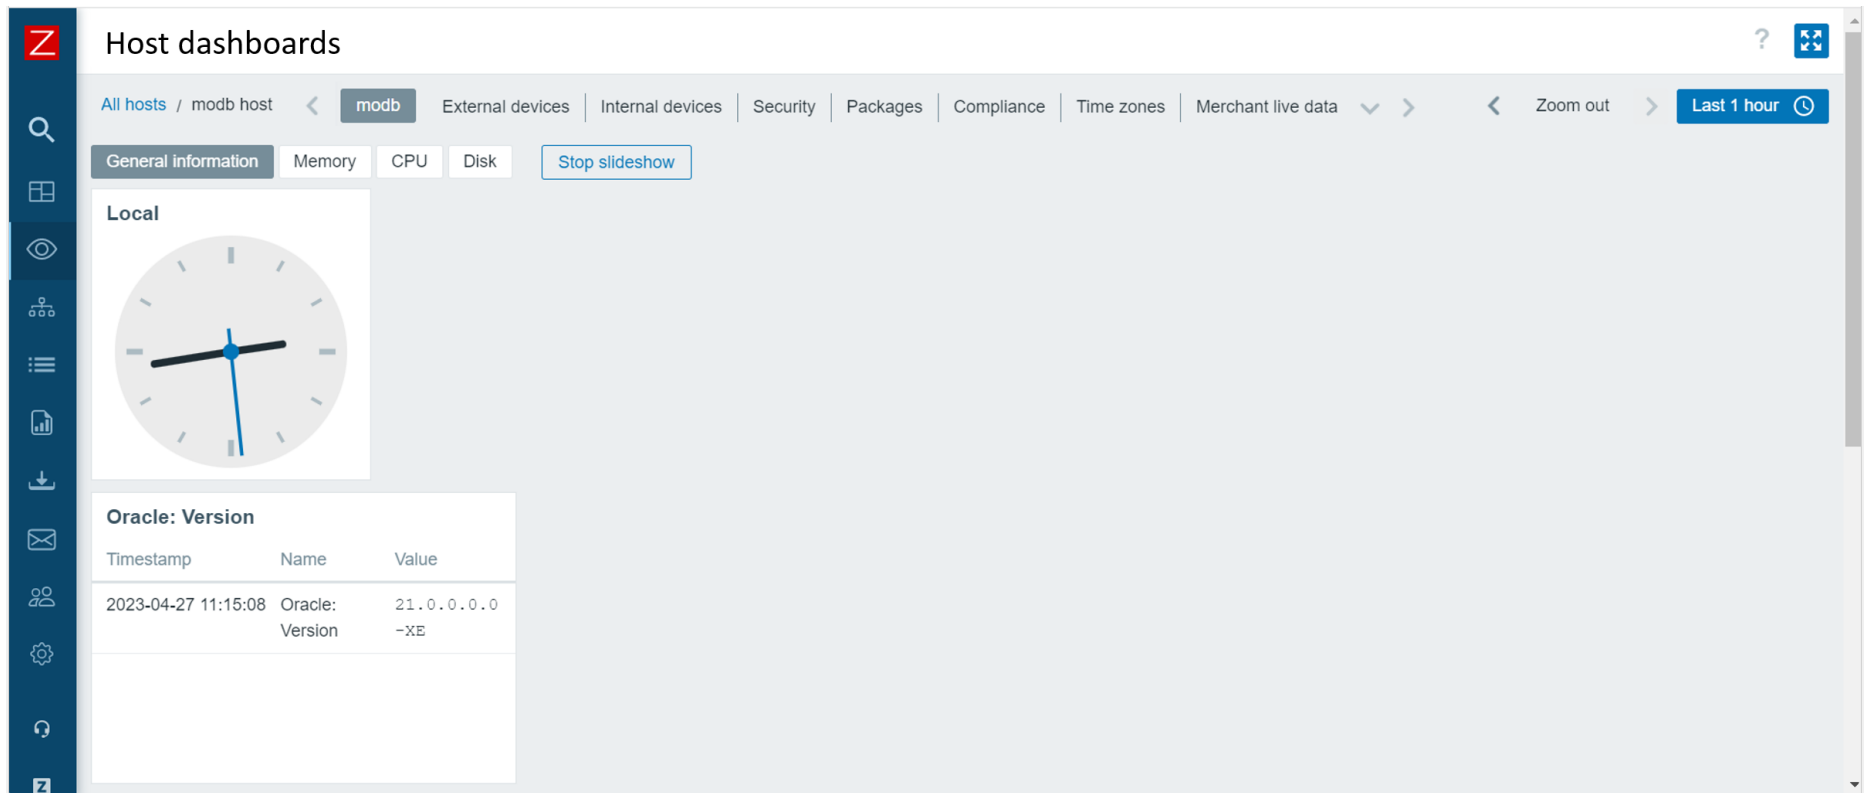 Z
Host dashboards
?
All hosts / modb host
modb
External devices
Internal devices
Security
Packages
Compliance
Time zones
Merchant live data
Zoom out
Last 1 hour
General information
Memory
CPU
Disk
Stop slideshow
Local
Oracle: Version
Timestamp Name Value
2023-04-27 11:15:08 Oracle: 21.0.0.0.0
Version -XE
Z